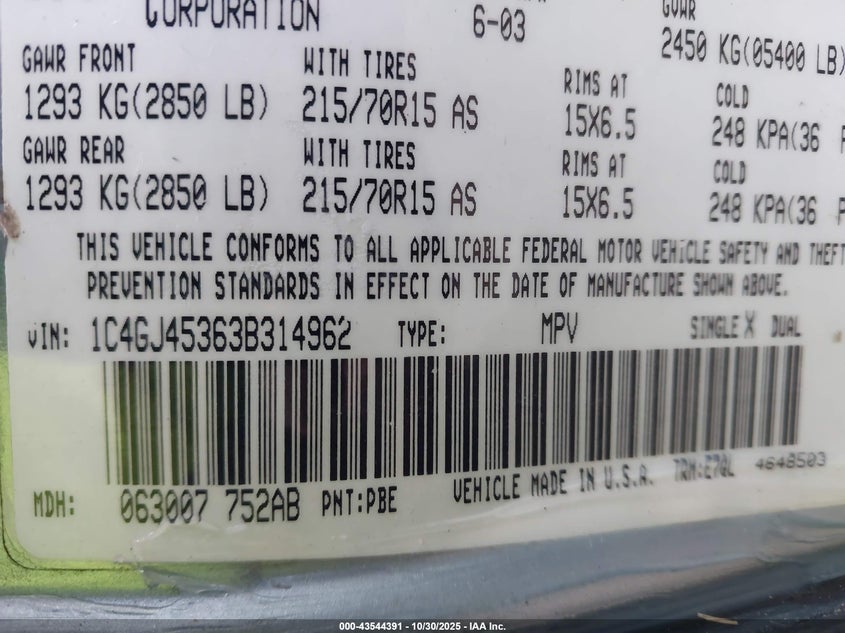 CORPORATION 6-03 GVWR
2450 KG(05400 LB)
GAWR FRONT WITH TIRES RIMS AT COLD
1293 KG(2850 LB) 215/70R15 AS 15X6.5 248 KPA(36
GAWR REAR WITH TIRES RIMS AT COLD
1293 KG(2850 LB) 215/70R15 AS 15X6.5 248 KPA(36
THIS VEHICLE CONFORMS TO ALL APPLICABLE FEDERAL MOTOR VEHICLE SAFETY AND THEFT
PREVENTION STANDARDS IN EFFECT ON THE DATE OF MANUFACTURE SHOWN ABOVE.
VIN: 1C4GJ45363B314962 TYPE: MPV SINGLE X DUAL
MDH: 063007 752AB PNT:PBE VEHICLE MADE IN U.S.A. TRM:E7QL 4648503
000-43544391 - 10/30/2025 - IAA Inc.